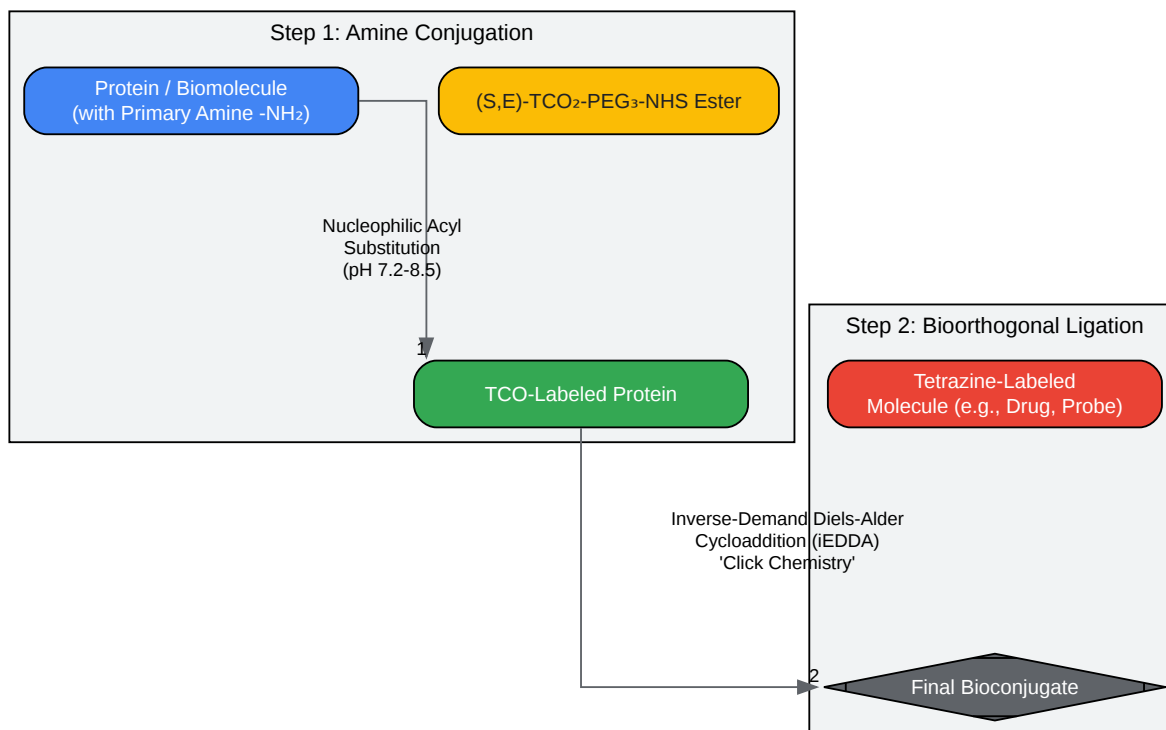 Step 1: Amine Conjugation
Protein / Biomolecule
(with Primary Amine -NH₂)
(S,E)-TCO₂-PEG₃-NHS Ester
Nucleophilic Acyl
Substitution
(pH 7.2-8.5)
1
TCO-Labeled Protein
Step 2: Bioorthogonal Ligation
Tetrazine-Labeled
Molecule (e.g., Drug, Probe)
Inverse-Demand Diels-Alder
Cycloaddition (iEDDA)
'Click Chemistry'
2
Final Bioconjugate